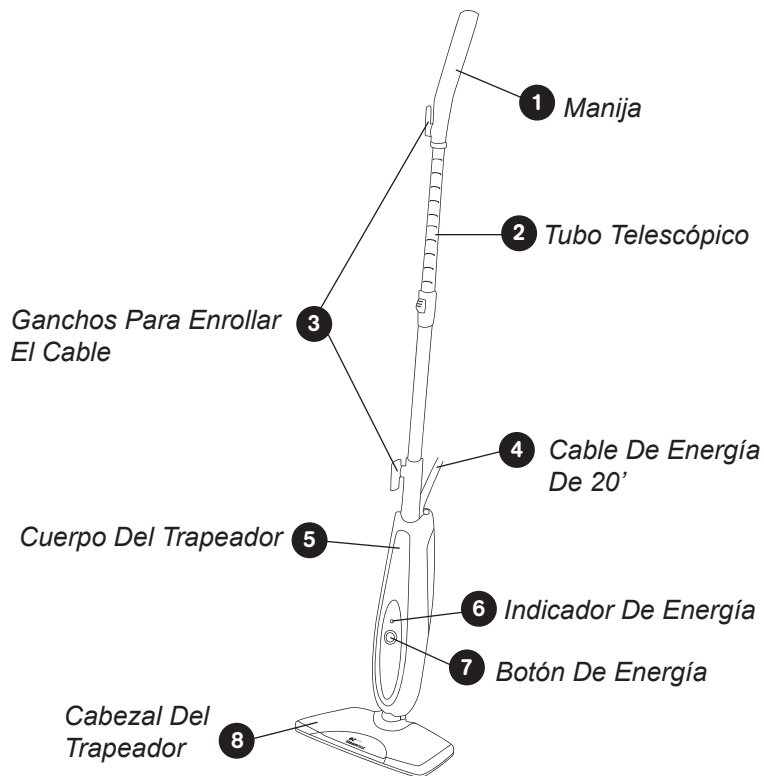 1 Manija
2 Tubo Telescópico
Ganchos Para Enrollar 3
El Cable
4 Cable De Energía
De 20’
Cuerpo Del Trapeador 5
6 Indicador De Energía
7 Botón De Energía
Cabezal Del
Trapeador 8